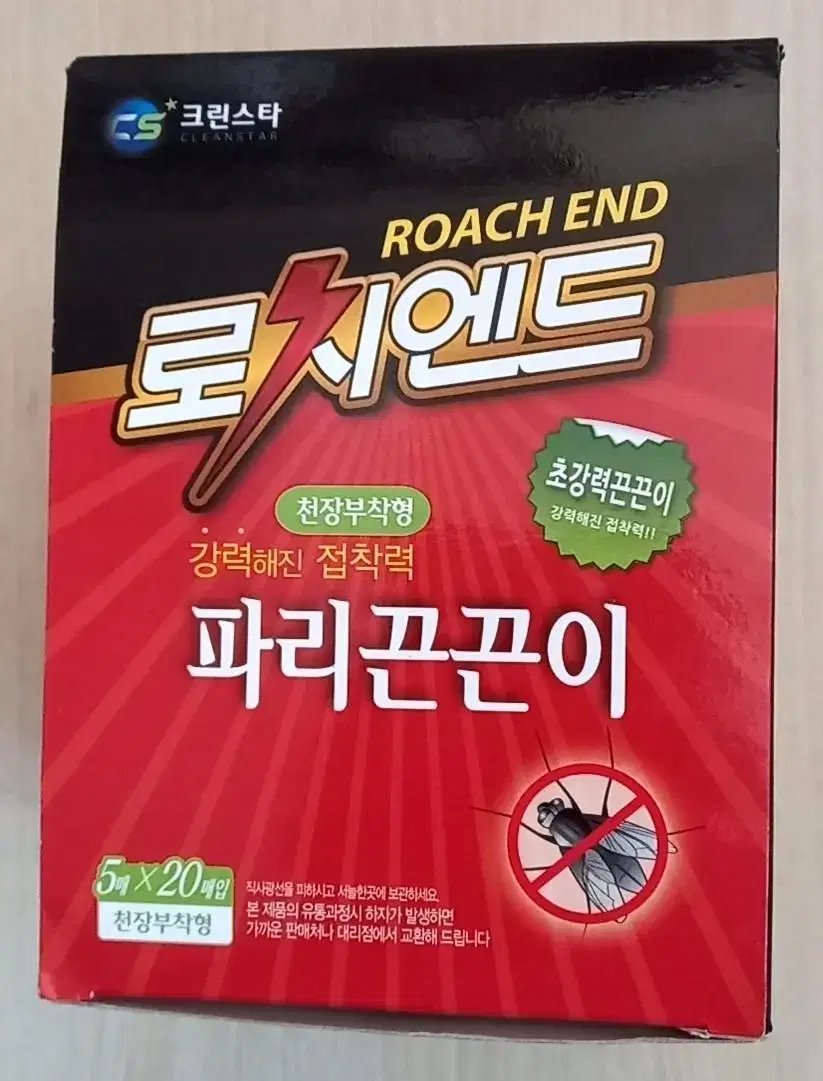 CS 크린스타
CLEANSTAR
ROACH END
로치엔드
초강력끈끈이
강력해진 접착력!!
천장부착형
강력해진 접착력
파리끈끈이
5매×20매입
천장부착형
직사광선을 피하시고 서늘한곳에 보관하세요.
본 제품의 유통과정시 하자가 발생하면
가까운 판매처나 대리점에서 교환해 드립니다